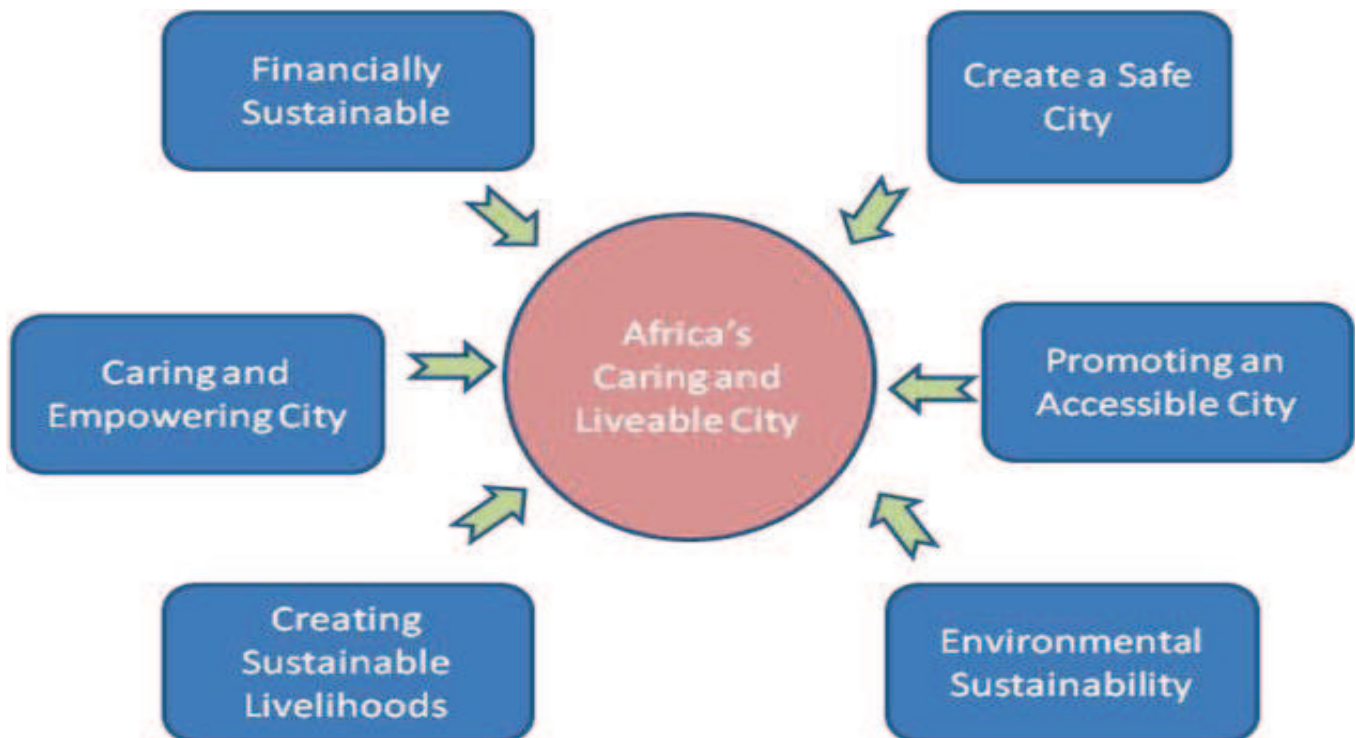 Financially
Sustainable
Create a Safe
City
Caring and
Empowering City
Africa's
Caring and
Liveable City
Promoting an
Accessible City
Creating
Sustainable
Livelihoods
Environmental
Sustainability